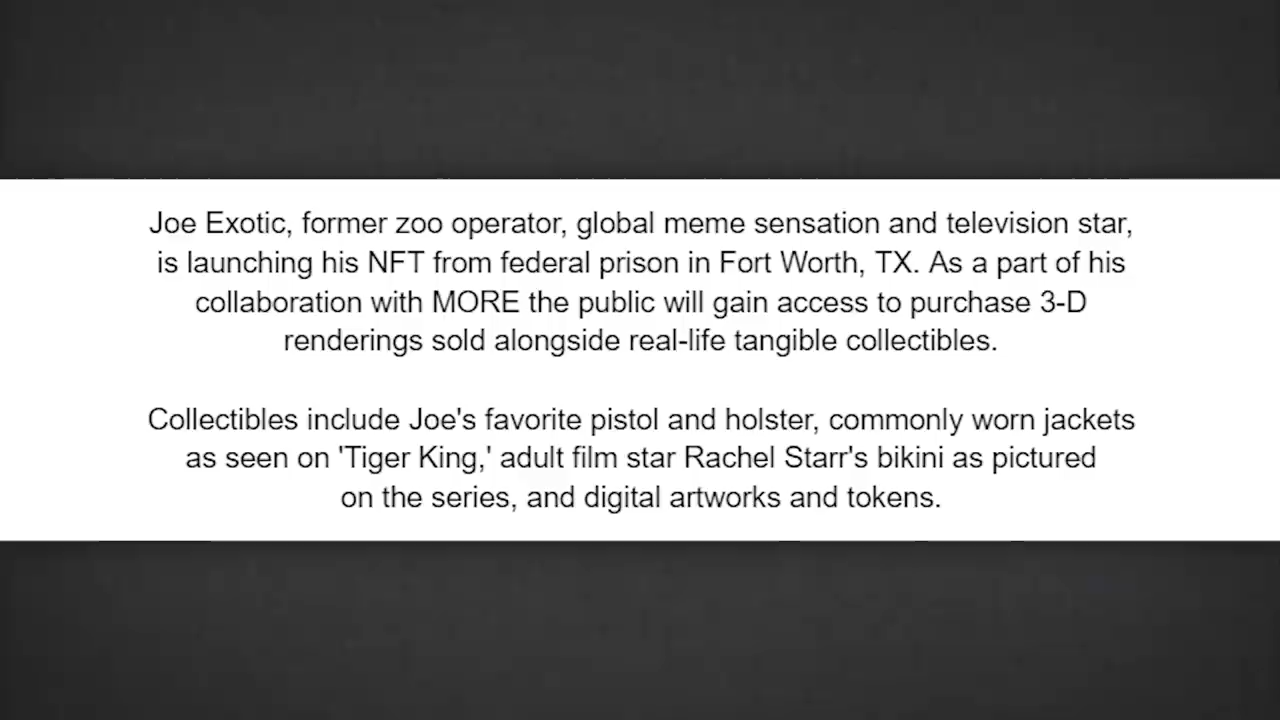 Joe Exotic, former zoo operator, global meme sensation and television star,
is launching his NFT from federal prison in Fort Worth, TX. As a part of his
collaboration with MORE the public will gain access to purchase 3-D
renderings sold alongside real-life tangible collectibles.
Collectibles include Joe's favorite pistol and holster, commonly worn jackets
as seen on 'Tiger King,' adult film star Rachel Starr's bikini as pictured
on the series, and digital artworks and tokens.